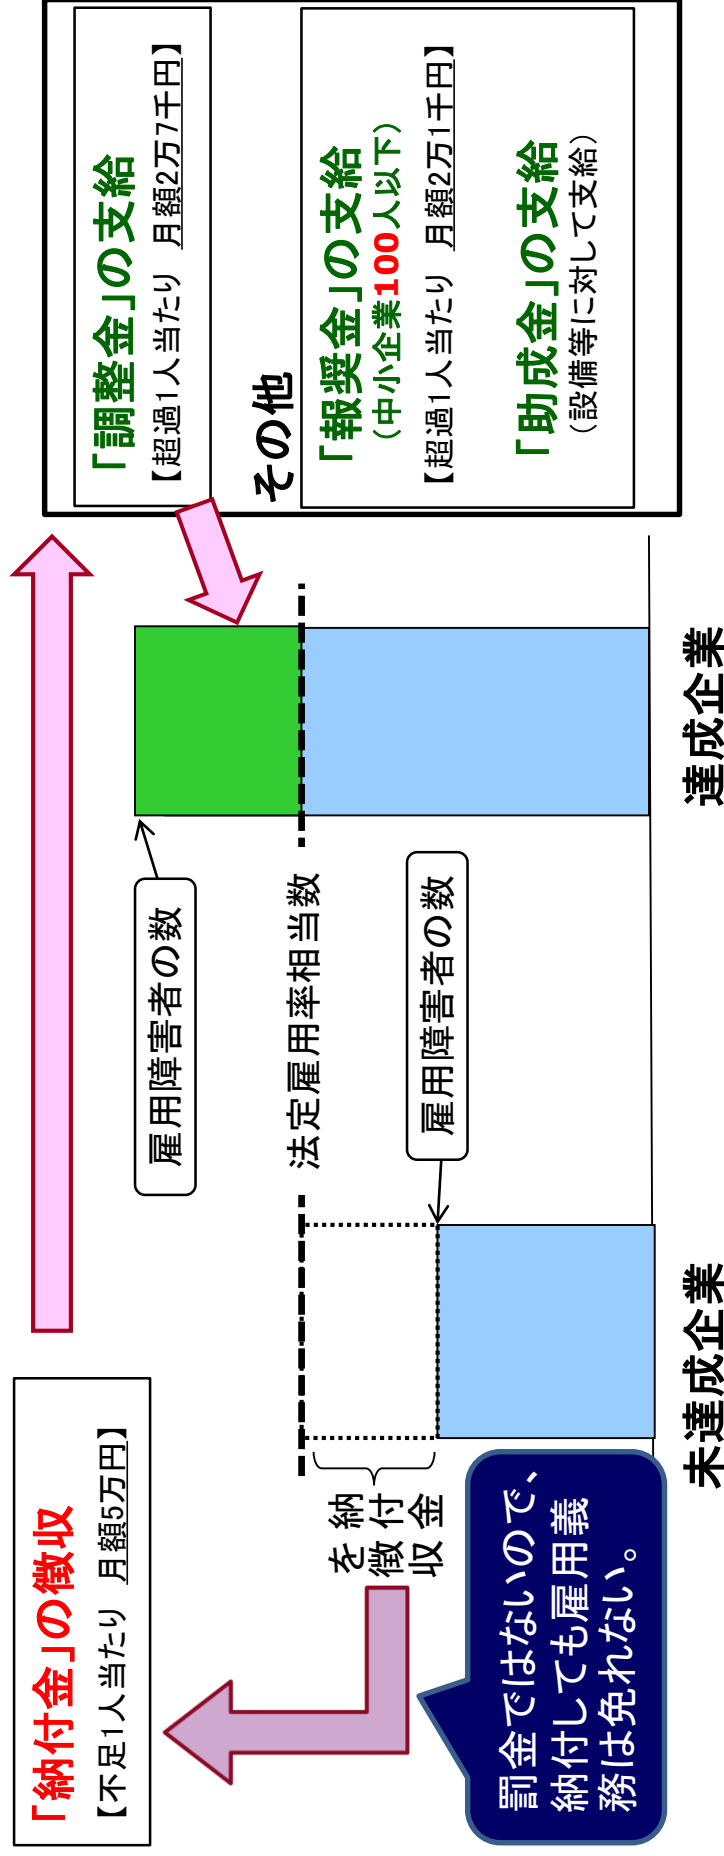 「納付金」の徴収
【不足1人当たり 月額5万円】
「調整金」の支給
【超過1人当たり 月額2万7千円】
その他
「報奨金」の支給
（中小企業100人以下）
【超過1人当たり 月額2万1千円】
「助成金」の支給
（設備等に対して支給）
雇用障害者の数
法定雇用率相当数
雇用障害者の数
納付金
を徴収
罰金ではないので、
納付しても雇用義
務は免れない。
未達成企業
達成企業